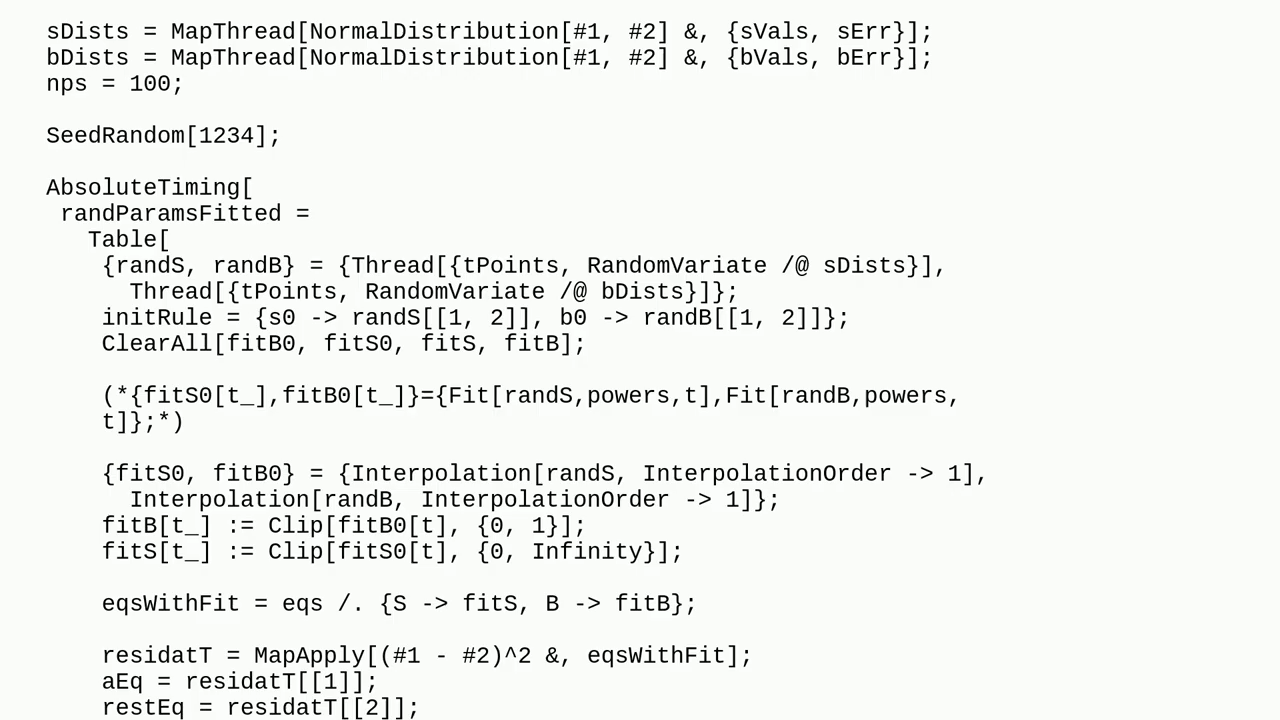 sDists = MapThread[NormalDistribution[#1, #2] &, {sVals, sErr}];
bDists = MapThread[NormalDistribution[#1, #2] &, {bVals, bErr}];
nps = 100;
SeedRandom[1234];
AbsoluteTiming[
randParamsFitted =
Table[
{randS, randB} = {Thread[{tPoints, RandomVariate /@ sDists}],
Thread[{tPoints, RandomVariate /@ bDists}]};
initRule = {s0 -> randS[[1, 2]], b0 -> randB[[1, 2]]};
ClearAll[fitB0, fitS0, fitS, fitB];
(*{fitS0[t_],fitB0[t_]}={Fit[randS,powers,t],Fit[randB,powers,
t]};*)
{fitS0, fitB0} = {Interpolation[randS, InterpolationOrder -> 1],
Interpolation[randB, InterpolationOrder -> 1]};
fitB[t_] := Clip[fitB0[t], {0, 1}];
fitS[t_] := Clip[fitS0[t], {0, Infinity}];
eqsWithFit = eqs /. {S -> fitS, B -> fitB};
residatT = MapApply[(#1 - #2)^2 &, eqsWithFit];
aEq = residatT[[1]];
restEq = residatT[[2]];